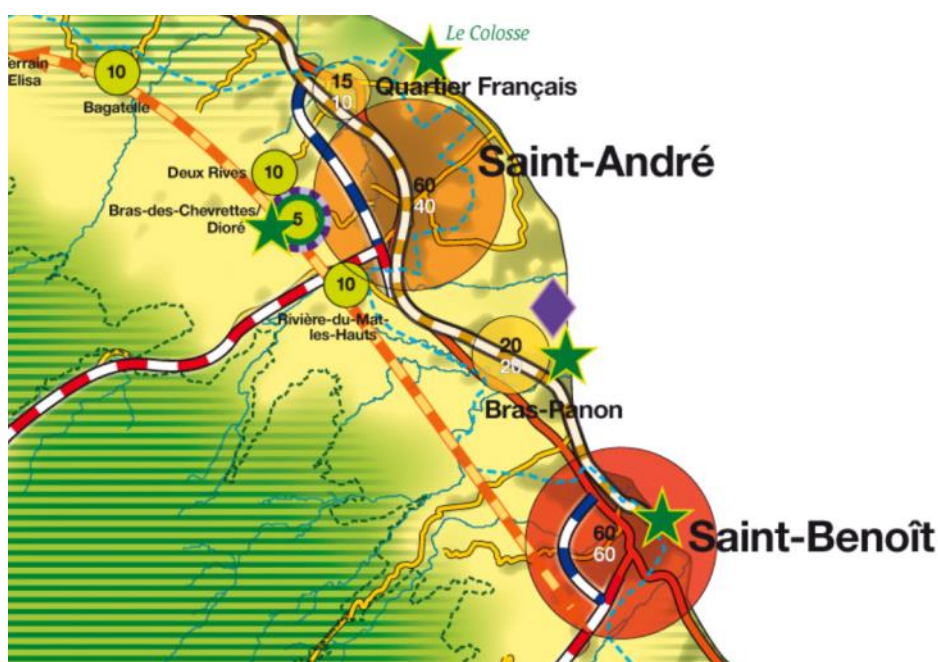 Le Colosse
Terrain
Elisa
10
Bagatelle
15
10
Quartier Français
Saint-André
Deux Rives
10
60
40
Bras-des-Chevrettes/
Dioré
5
10
Rivière-du-Mat-
les-Hauts
20
20
Bras-Panon
60
60
Saint-Benoît